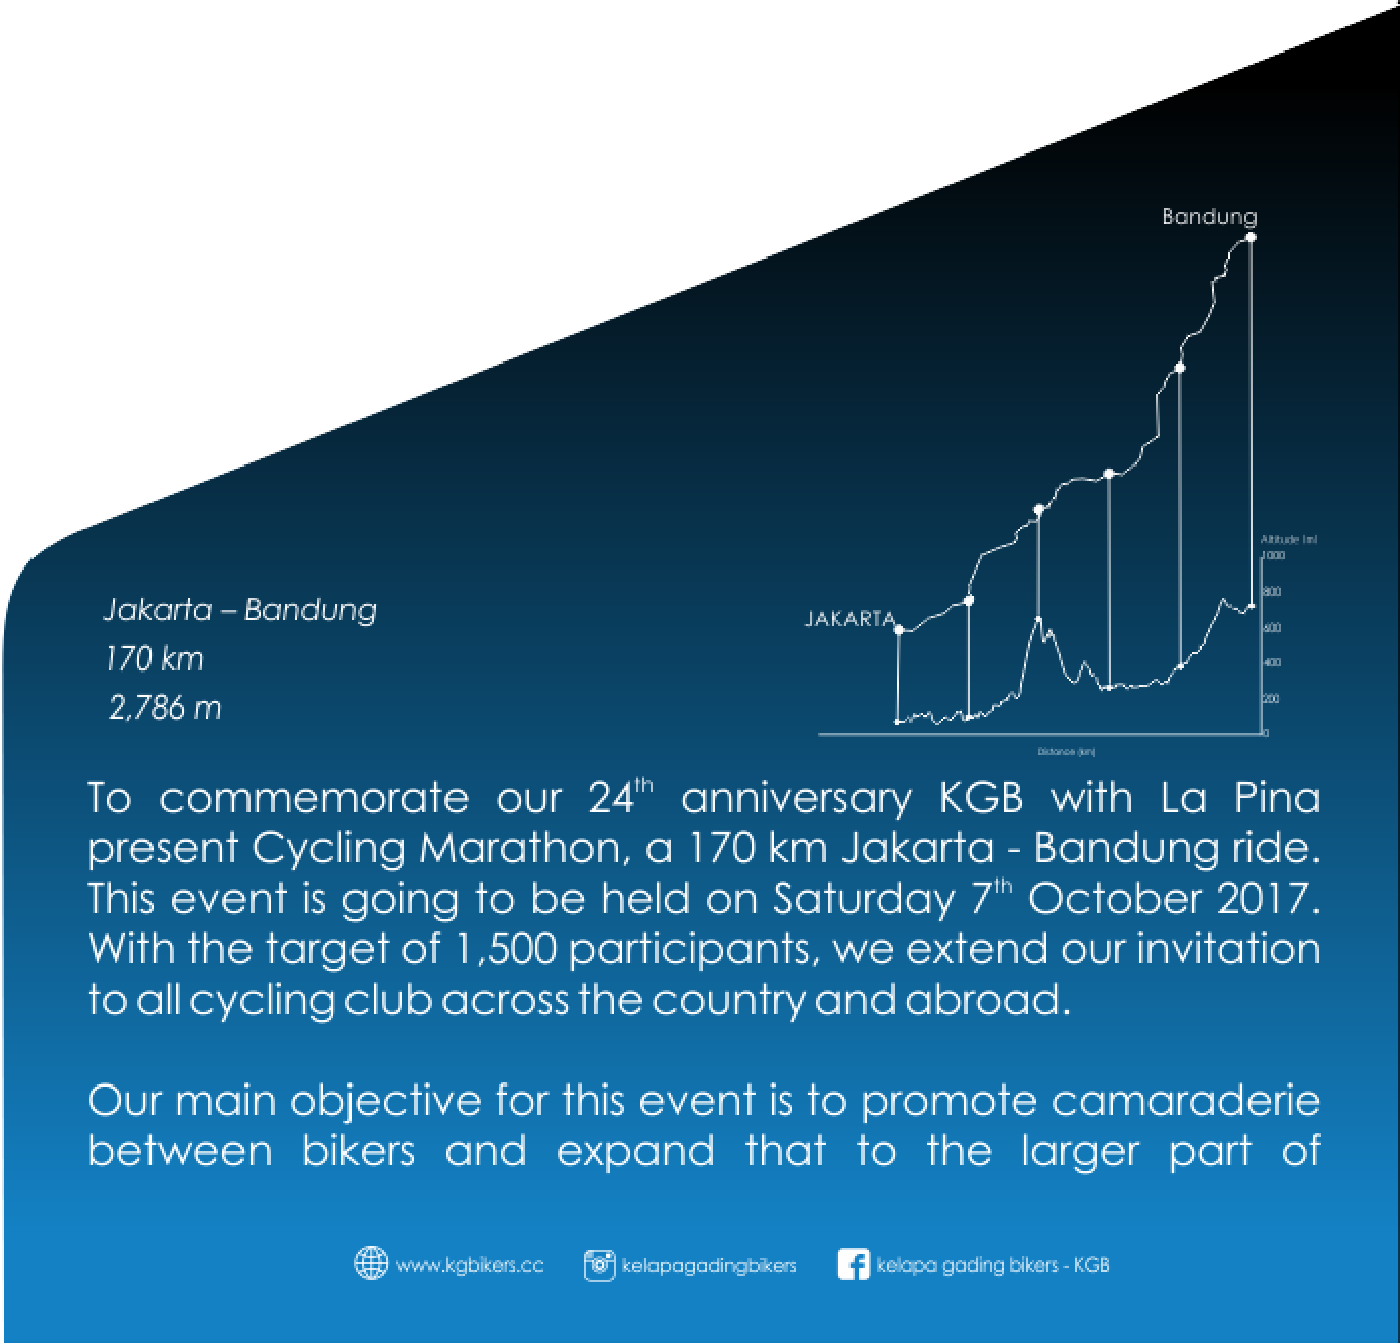 Bandung
Altitude (m)
1000
800
JAKARTA
600
400
200
0
Distance (km)
Jakarta – Bandung
170 km
2,786 m
To commemorate our 24th anniversary KGB with La Pina
present Cycling Marathon, a 170 km Jakarta - Bandung ride.
This event is going to be held on Saturday 7th October 2017.
With the target of 1,500 participants, we extend our invitation
to all cycling club across the country and abroad.
Our main objective for this event is to promote camaraderie
between bikers and expand that to the larger part of
www.kgbikers.cc kelapagadingbikers kelapa gading bikers - KGB